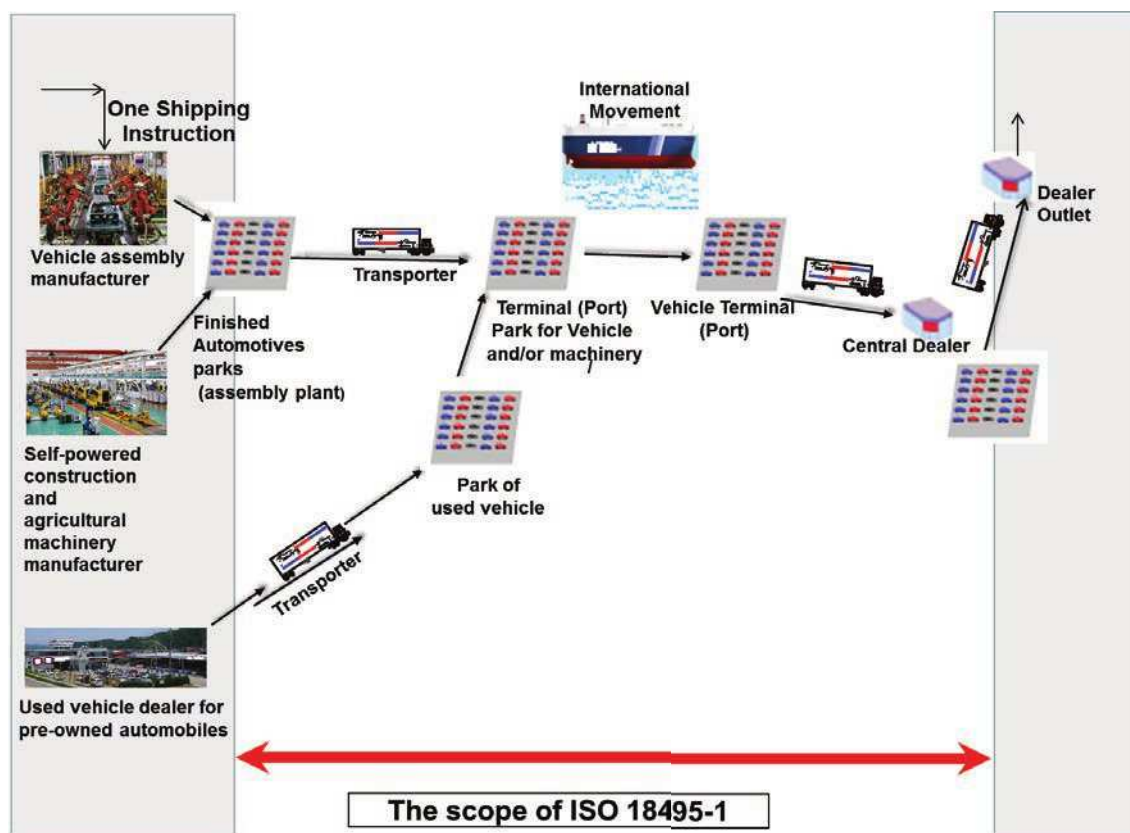 One Shipping
Instruction
International
Movement
Vehicle assembly
manufacturer
Transporter
Dealer
Outlet
Finished
Automotives
parks
(assembly plant)
Terminal (Port)
Park for Vehicle
and/or machinery
Vehicle Terminal
(Port)
Central Dealer
Self-powered
construction
and
agricultural
machinery
manufacturer
Park of
used vehicle
Transporter
Used vehicle dealer for
pre-owned automobiles
The scope of ISO 18495-1